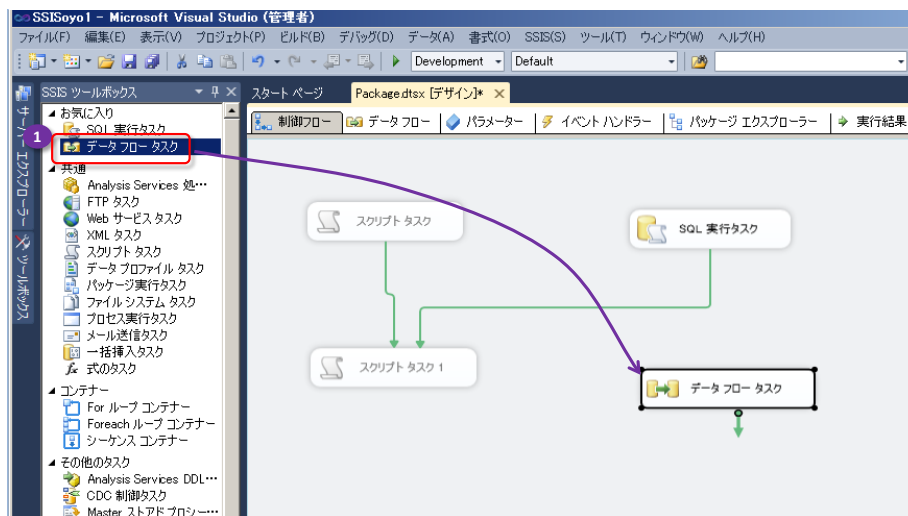 SSISoyo1 - Microsoft Visual Studio (管理者)
ファイル(F) 編集(E) 表示(V) プロジェクト(P) ビルド(B) デバッグ(D) データ(A) 書式(O) SSIS(S) ツール(T) ウィンドウ(W) ヘルプ(H)
Development Default
サーバー エクスプローラー
ツールボックス
SSIS ツールボックス
スタート ページ Package.dtsx [デザイン]* ×
制御フロー データ フロー パラメーター イベント ハンドラー パッケージ エクスプローラー 実行結果
お気に入り
SQL 実行タスク
1
データ フロー タスク
共通
Analysis Services 処…
FTP タスク
Web サービス タスク
XML タスク
スクリプト タスク
データ プロファイル タスク
パッケージ実行タスク
ファイル システム タスク
プロセス実行タスク
メール送信タスク
一括挿入タスク
fx 式のタスク
コンテナー
For ループ コンテナー
Foreach ループ コンテナー
シーケンス コンテナー
その他のタスク
Analysis Services DDL…
CDC 制御タスク
Master ストアド プロシー…
スクリプト タスク
SQL 実行タスク
スクリプト タスク 1
データ フロー タスク